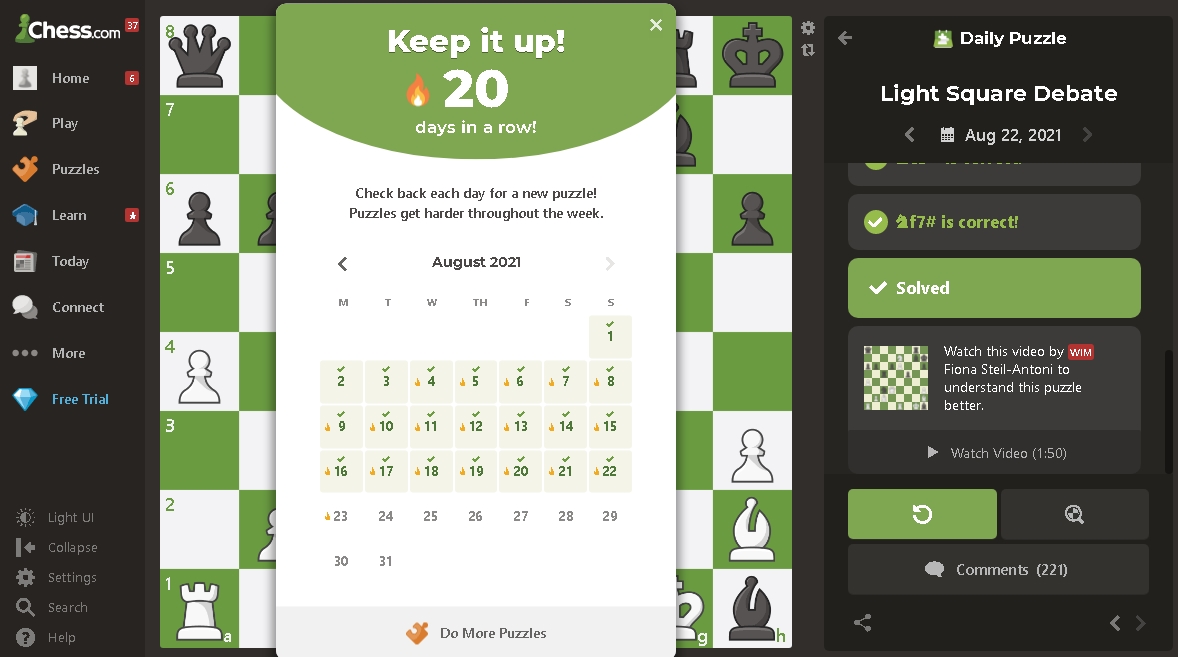 Chess.com
37
Home
6
Play
Puzzles
Learn
Today
Connect
More
Free Trial
Light UI
Collapse
Settings
Search
Help
8
7
6
5
4
3
2
1
a
g
h
Keep it up!
20
days in a row!
Check back each day for a new puzzle!
Puzzles get harder throughout the week.
August 2021
M T W TH F S S
1
2 3 4 5 6 7 8
9 10 11 12 13 14 15
16 17 18 19 20 21 22
23 24 25 26 27 28 29
30 31
Do More Puzzles
Daily Puzzle
Light Square Debate
Aug 22, 2021
♞f7# is correct!
Solved
Watch this video by WIM
Fiona Steil-Antoni to
understand this puzzle
better.
Watch Video (1:50)
Comments (221)